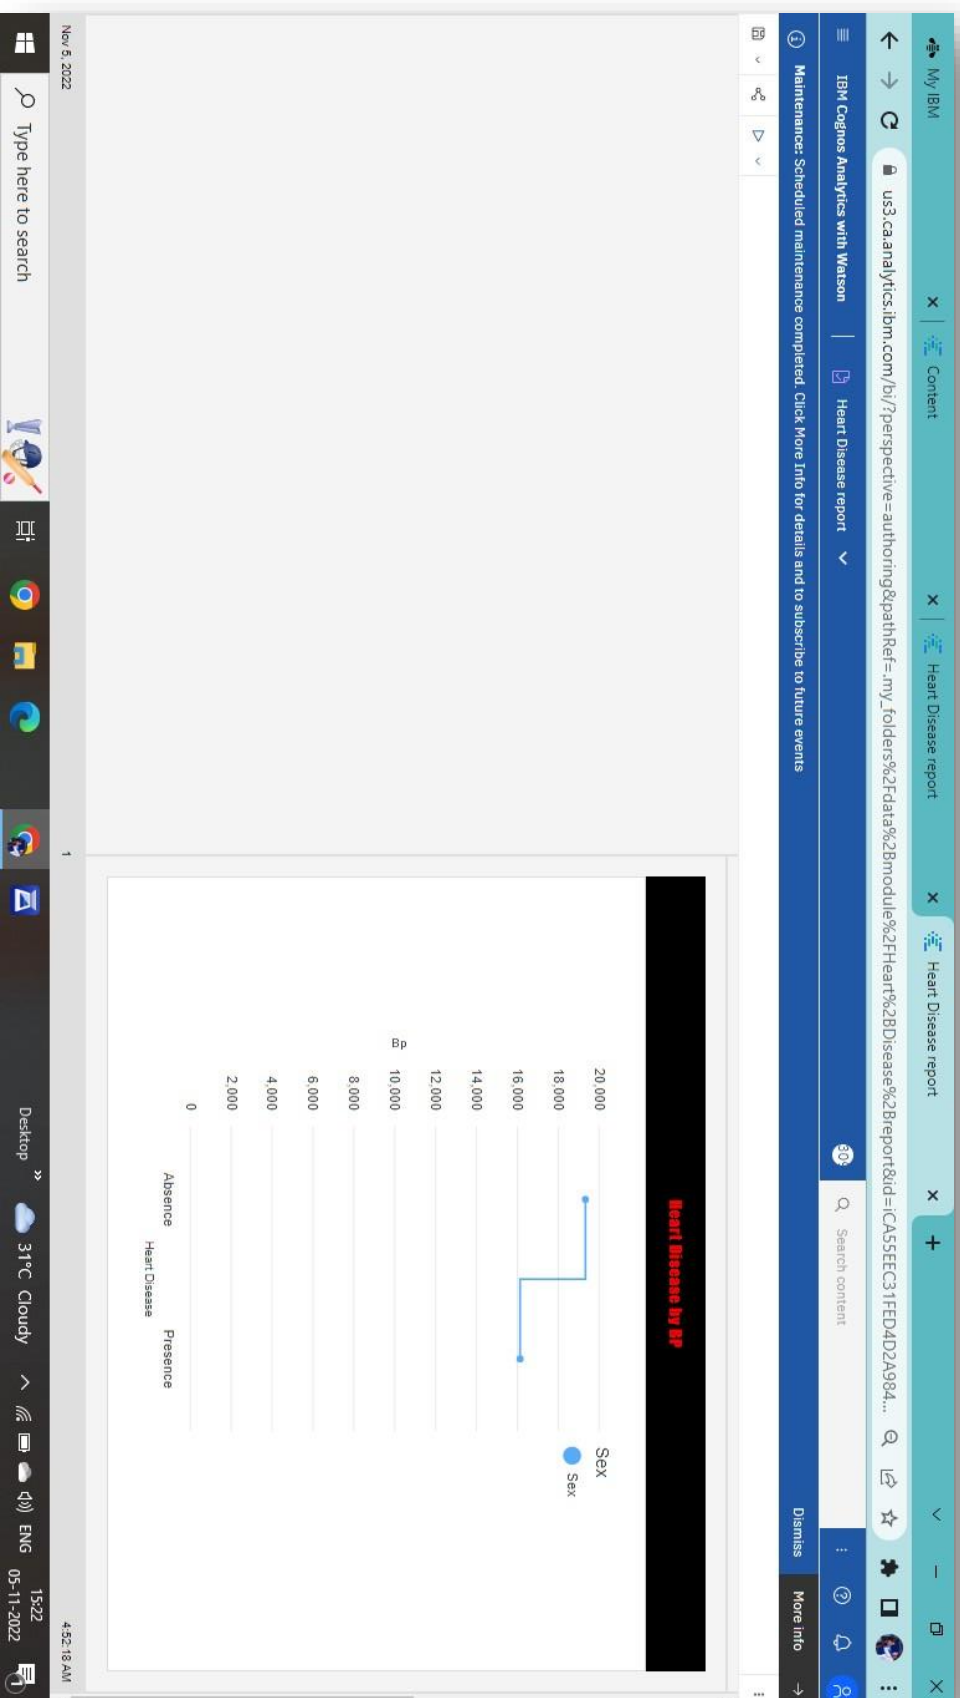 My IBM
Content
Heart Disease report
Heart Disease report
us3.ca.analytics.ibm.com/bi/?perspective=authoring&pathRef=.my_folders%2Fdata%2Bmodule%2FHeart%2BDisease%2Breport&id=iCA55EEC31FED4D2A984...
IBM Cognos Analytics with Watson
Heart Disease report
Search content
Maintenance: Scheduled maintenance completed. Click More Info for details and to subscribe to future events
Dismiss
More info
Heart Disease by BP
Bp
20,000
18,000
16,000
14,000
12,000
10,000
8,000
6,000
4,000
2,000
0
Absence
Presence
Heart Disease
Sex
Sex
Nov 5, 2022
1
4:52:18 AM
Type here to search
Desktop
31°C Cloudy
ENG
15:22
05-11-2022
1